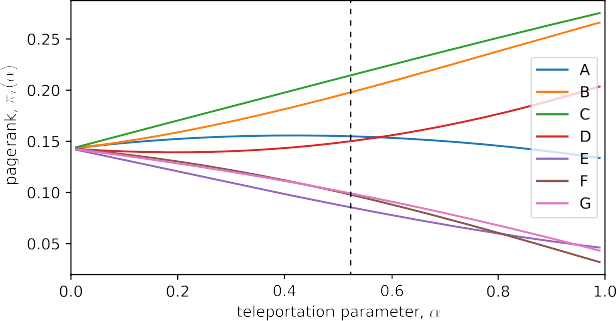 pagerank, πᵢ(α)
0.25
0.20
0.15
0.10
0.05
A
B
C
D
E
F
G
0.0 0.2 0.4 0.6 0.8 1.0
teleportation parameter, α